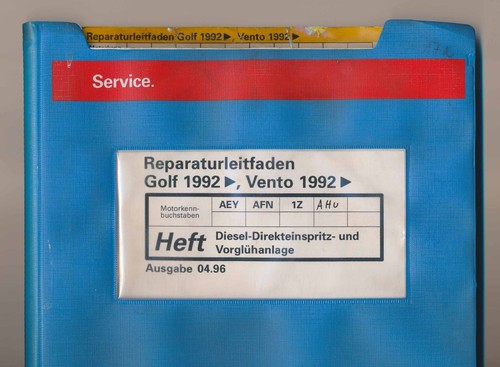 Reparaturleitfaden Golf 1992 ▶, Vento 1992 ▶
Service.
Reparaturleitfaden
Golf 1992 ▶, Vento 1992 ▶
Motorkenn-
buchstaben
AEY AFN 1Z AHU
Heft
Diesel-Direkteinspritz- und
Vorglühanlage
Ausgabe 04.96